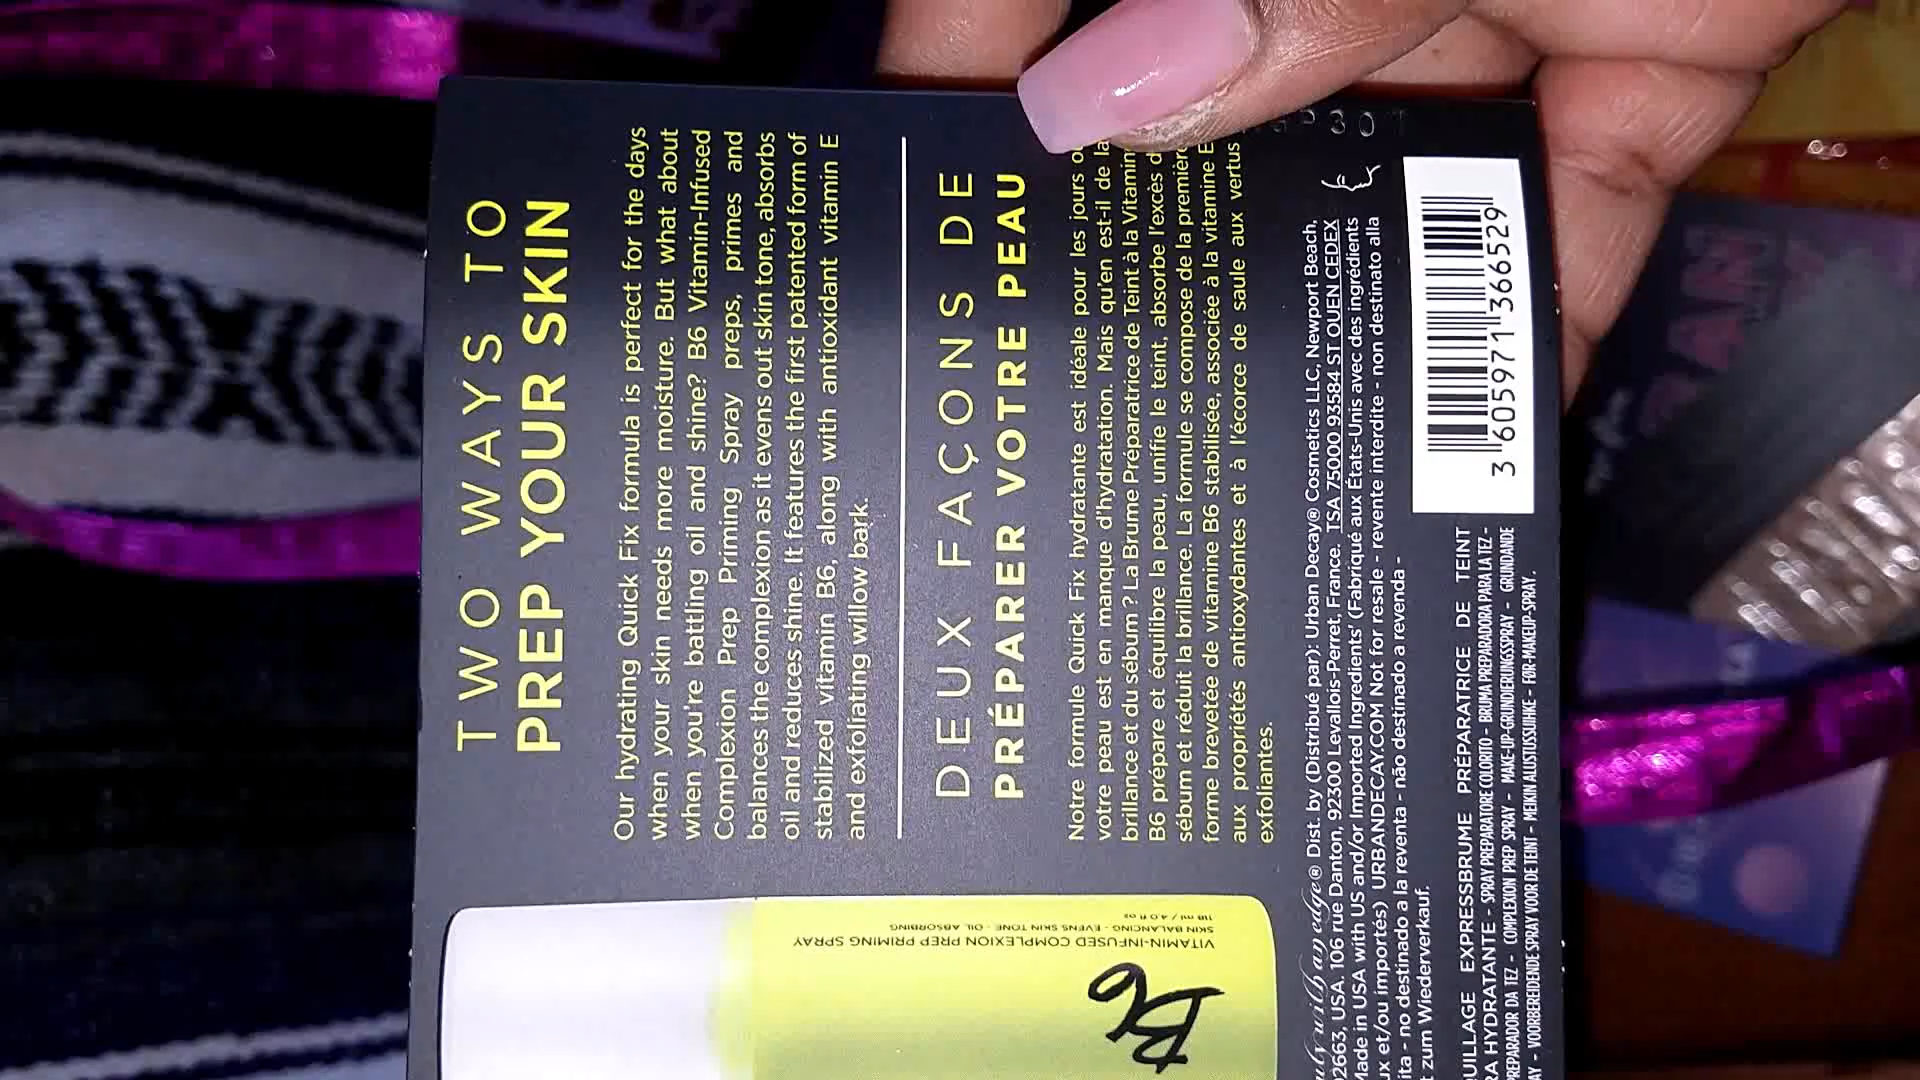 TWO WAYS TO
PREP YOUR SKIN
Our hydrating Quick Fix formula is perfect for the days
when your skin needs more moisture. But what about
when you're battling oil and shine? B6 Vitamin-Infused
Complexion Prep Priming Spray preps, primes and
balances the complexion as it evens out skin tone, absorbs
oil and reduces shine. It features the first patented form of
stabilized vitamin B6, along with antioxidant vitamin E
and exfoliating willow bark.
DEUX FAÇONS DE
PRÉPARER VOTRE PEAU
Notre formule Quick Fix hydratante est idéale pour les jours
votre peau est en manque d'hydratation. Mais qu'en est-il de la
brillance et du sébum ? La Brume Préparatrice de Teint à la
B6 prépare et équilibre la peau, unifie le teint, absorbe l'excès
sébum et réduit la brillance. La formule se compose de la première
forme brevetée de vitamine B6 stabilisée, associée à la vitamine E
aux propriétés antioxydantes et à l'écorce de saule aux vertus
exfoliantes.
VITAMIN-INFUSED COMPLEXION PREP PRIMING SPRAY
SKIN BALANCING · EVENS SKIN TONE · OIL ABSORBING
118 ml / 4.0 fl oz
B6
with an edge® Dist. by (Distribué par): Urban Decay® Cosmetics LLC, Newport Beach,
USA. 106 rue Danton, 92300 Levallois-Perret, France. TSA 75000 93584 ST OUEN CEDEX
Made in USA with US and/or Imported Ingredients (Fabriqué aux États-Unis avec des ingrédients
et/ou importés) URBANDECAY.COM Not for resale - revente interdite - non destinato alla
- no destinado a la reventa - não destinado a revenda -
zum Wiederverkauf.
3 605971 366529
EXPRESSBRUME PRÉPARATRICE DE TEINT
HYDRATANTE - SPRAY PREPARATORE COLORITO - BRUMA PREPARADORA PARA LA TEZ -
PREPARADOR DA TEZ - COMPLEXION PREP SPRAY - MAKE-UP-GRUNDIERUNGSSPRAY - GRUNDANDE
- VOORBEREIDENDE SPRAY VOOR DE TEINT - MEIKIN ALUSTUSSUIHKE - FØR-MAKEUP-SPRAY.